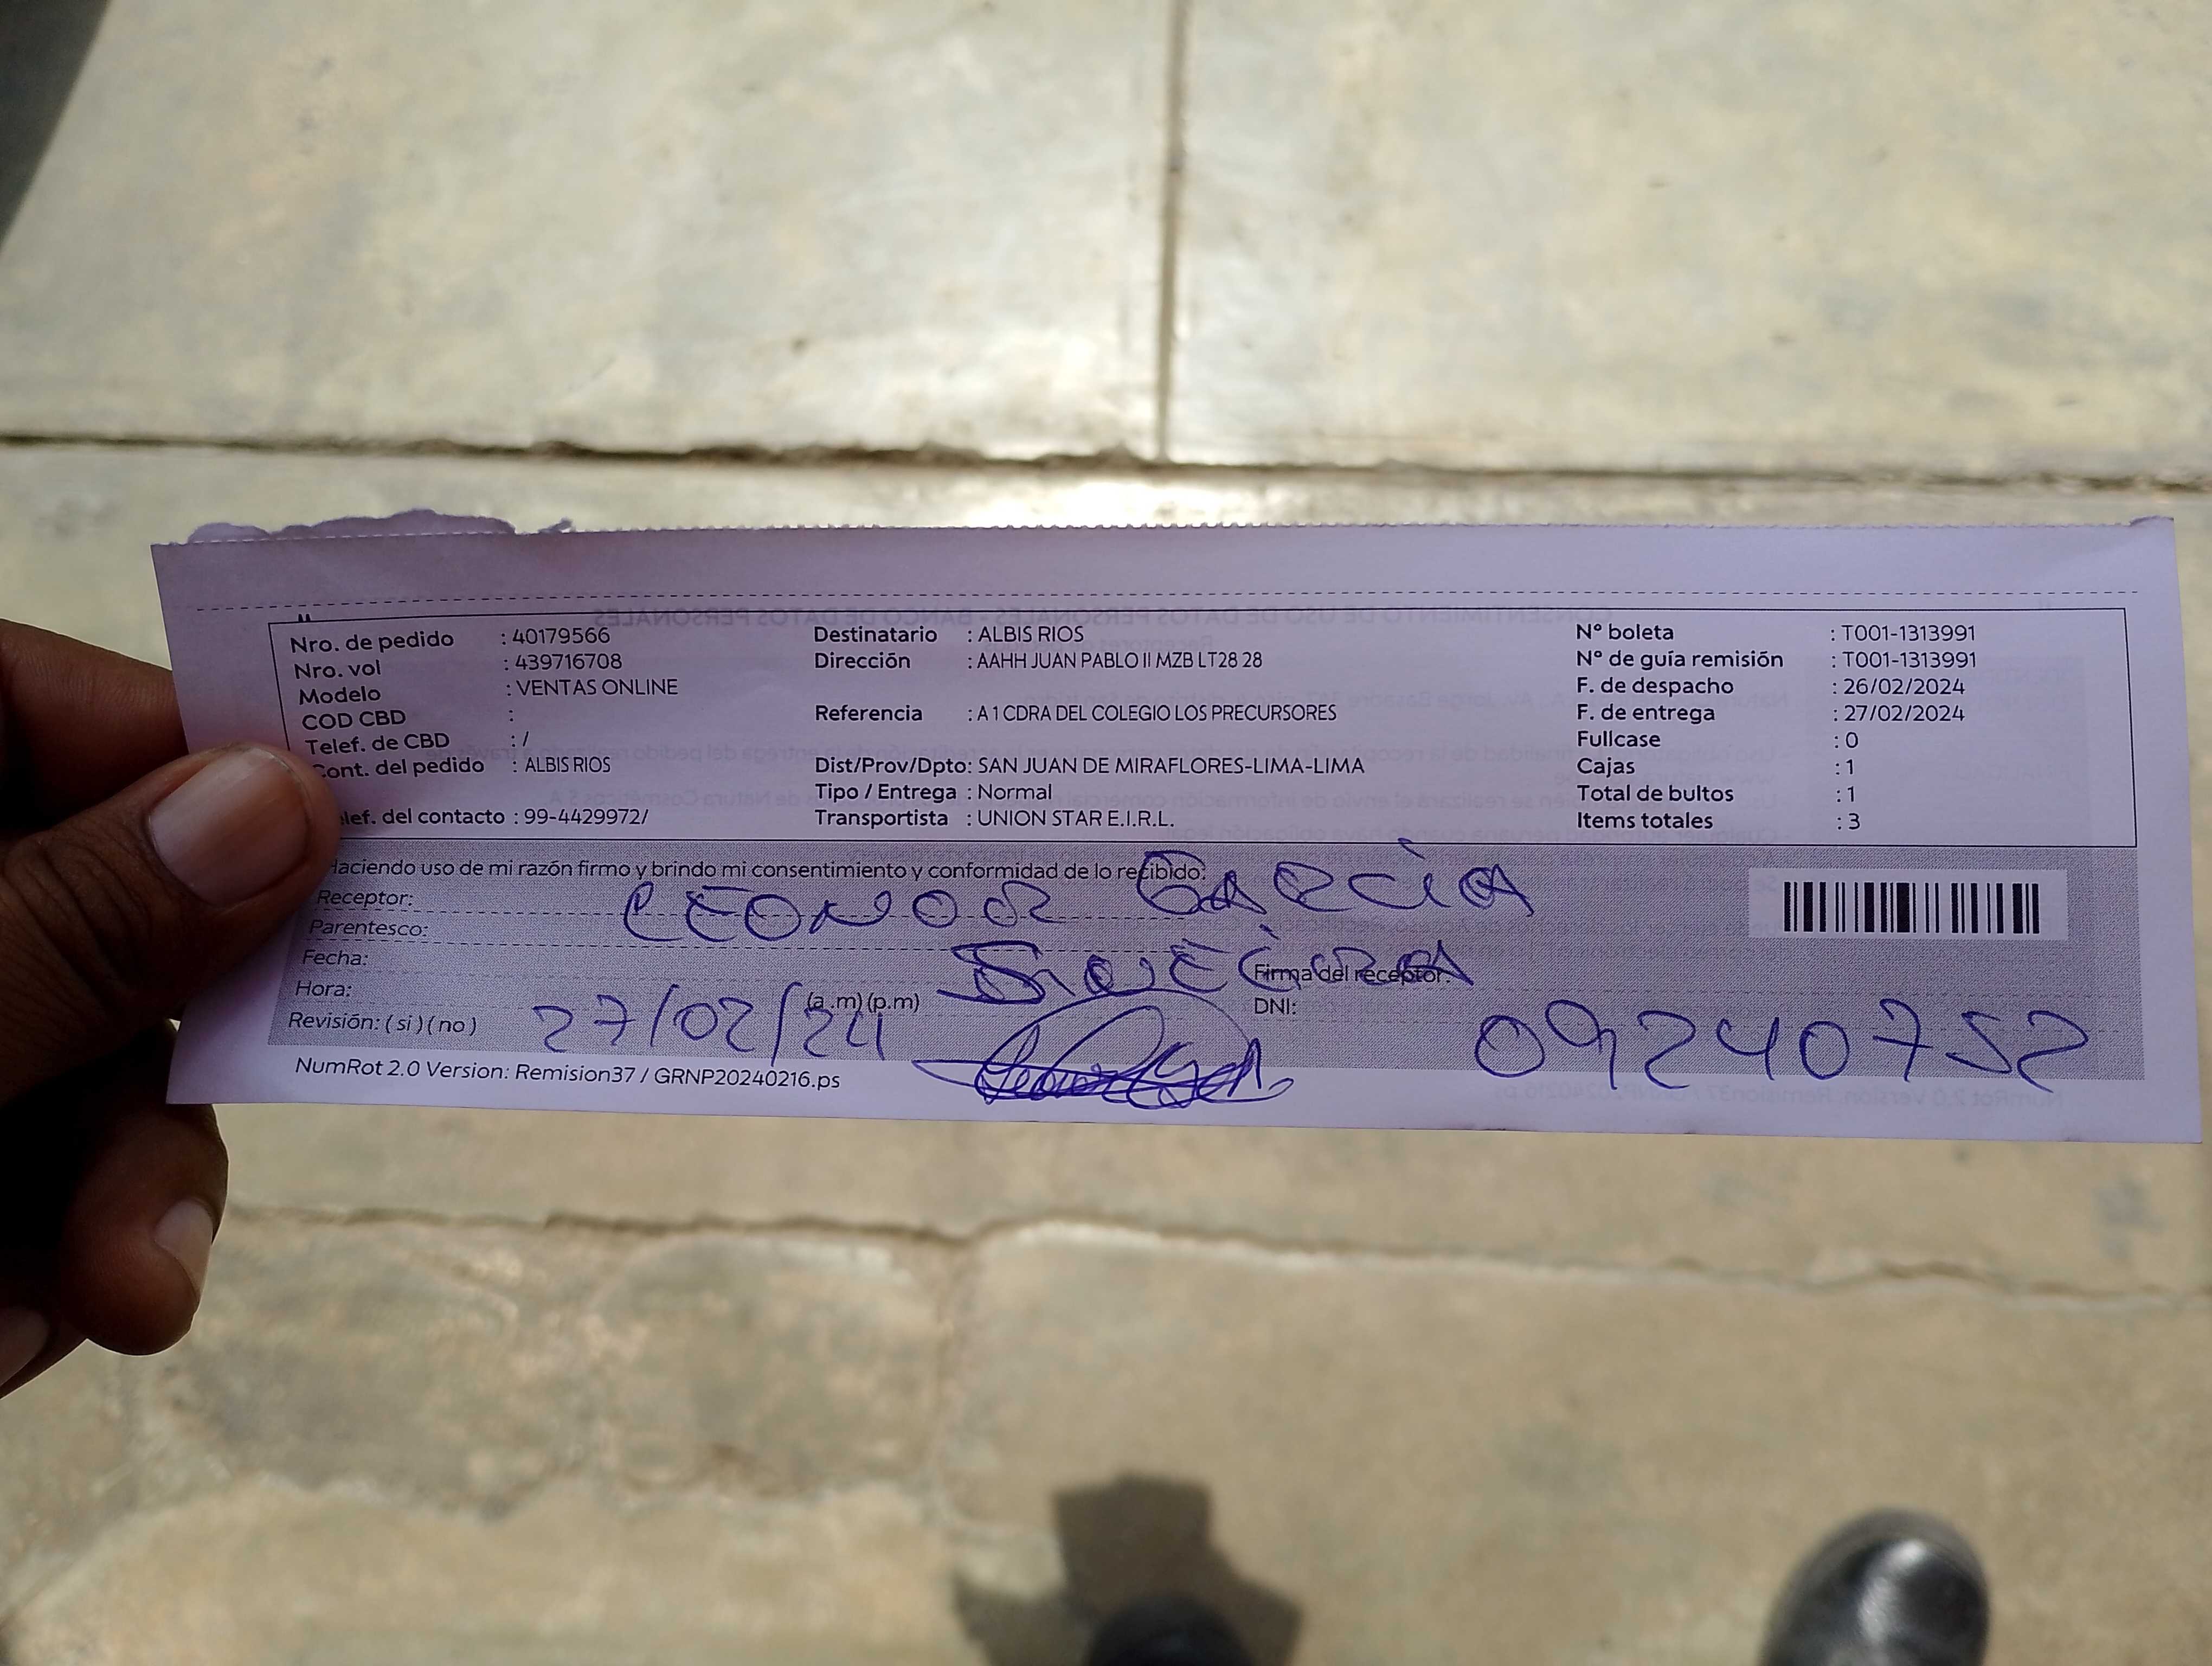 Nro. de pedido : 40179566
Nro. vol : 439716708
Modelo : VENTAS ONLINE
COD CBD :
Telef. de CBD : /
Cont. del pedido : ALBIS RIOS
lef. del contacto : 99-4429972/
Destinatario : ALBIS RIOS
Dirección : AAHH JUAN PABLO II MZB LT28 28
Referencia : A 1 CDRA DEL COLEGIO LOS PRECURSORES
Dist/Prov/Dpto: SAN JUAN DE MIRAFLORES-LIMA-LIMA
Tipo / Entrega : Normal
Transportista : UNION STAR E.I.R.L.
N° boleta : T001-1313991
N° de guía remisión : T001-1313991
F. de despacho : 26/02/2024
F. de entrega : 27/02/2024
Fullcase : 0
Cajas : 1
Total de bultos : 1
Items totales : 3
Haciendo uso de mi razón firmo y brindo mi consentimiento y conformidad de lo recibido:
Receptor: LEONOR GARCIA
Parentesco:
Fecha:
Firma del receptor:
Hora: (a.m) (p.m)
DNI: 09240752
Revisión: ( si ) ( no ) 27/02/24
NumRot 2.0 Version: Remision37 / GRNP20240216.ps